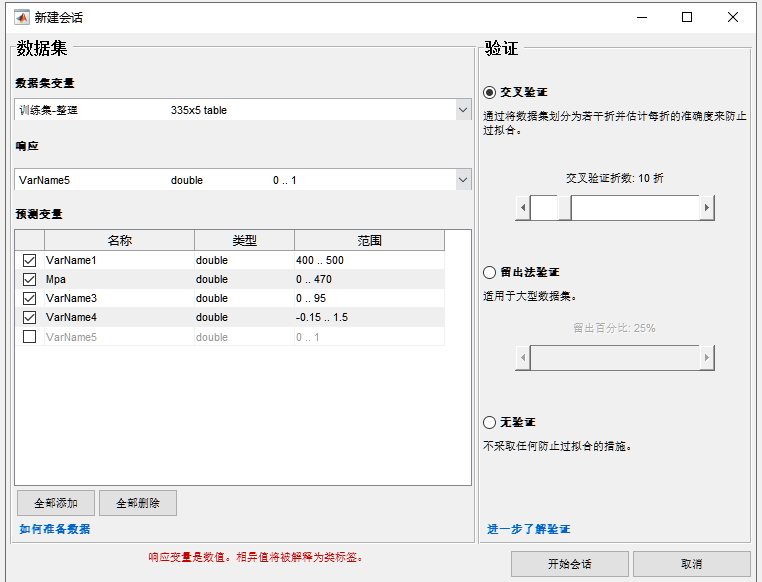 新建会话
数据集
数据集变量
训练集-整理 335x5 table
响应
VarName5 double 0 .. 1
预测变量
名称 类型 范围
VarName1 double 400 .. 500
Mpa double 0 .. 470
VarName3 double 0 .. 95
VarName4 double -0.15 .. 1.5
VarName5 double 0 .. 1
全部添加 全部删除
如何准备数据
验证
交叉验证
通过将数据集划分为若干折并估计每折的准确度来防止
过拟合。
交叉验证折数: 10 折
留出法验证
适用于大型数据集。
留出百分比: 25%
无验证
不采取任何防止过拟合的措施。
进一步了解验证
响应变量是数值。相异值将被解释为类标签。
开始会话 取消